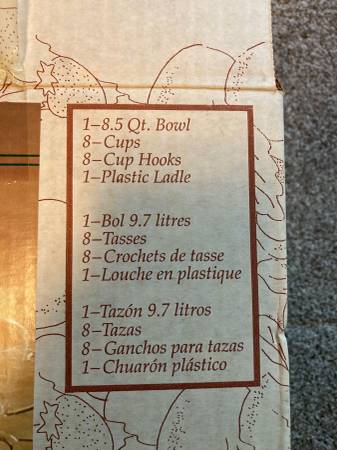 1–8.5 Qt. Bowl
8–Cups
8–Cup Hooks
1–Plastic Ladle
1–Bol 9.7 litres
8–Tasses
8–Crochets de tasse
1–Louche en plastique
1–Tazón 9.7 litros
8–Tazas
8–Ganchos para tazas
1–Chuarón plástico